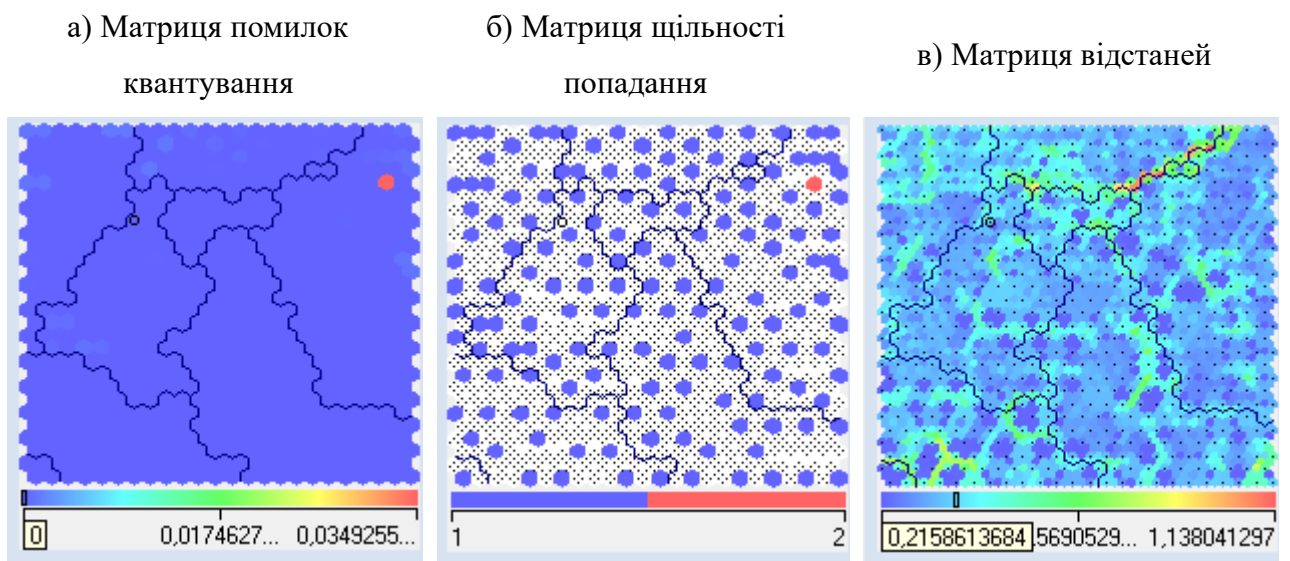 а) Матриця помилок
квантування
б) Матриця щільності
попадання
в) Матриця відстаней
0 0,0174627... 0,0349255...
1 2
0,2158613684 ,5690529... 1,138041297